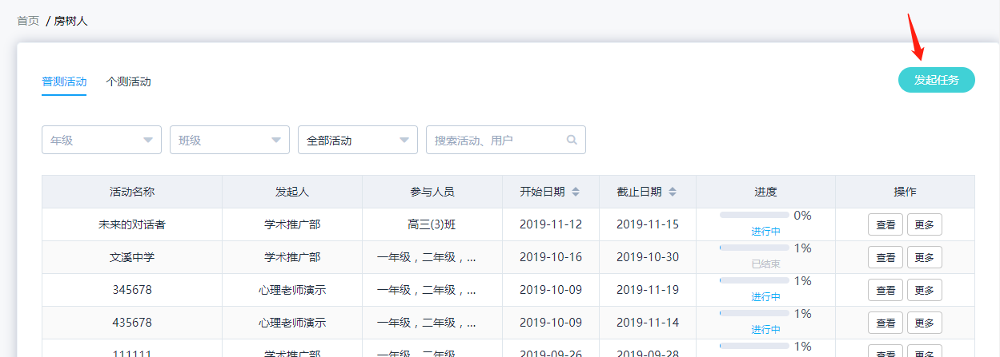 首页 / 房树人
普测活动 个测活动 发起任务
年级 班级 全部活动 搜索活动、用户
活动名称 发起人 参与人员 开始日期 截止日期 进度 操作
未来的对话者 学术推广部 高三(3)班 2019-11-12 2019-11-15 0% 进行中 查看 更多
文溪中学 学术推广部 一年级，二年级，... 2019-10-16 2019-10-30 1% 已结束 查看 更多
345678 心理老师演示 一年级，二年级，... 2019-10-09 2019-11-19 1% 进行中 查看 更多
435678 心理老师演示 一年级，二年级，... 2019-10-09 2019-11-14 1% 进行中 查看 更多
111111 学术推广部 一年级，二年级，... 2019-09-26 2019-09-28 1% 查看 更多